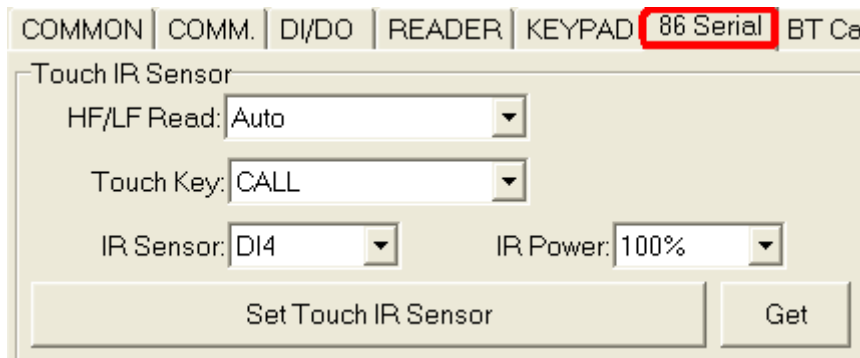 COMMON COMM. DI/DO READER KEYPAD 86 Serial BT Ca
Touch IR Sensor
HF/LF Read: Auto
Touch Key: CALL
IR Sensor: DI4 IR Power: 100%
Set Touch IR Sensor Get